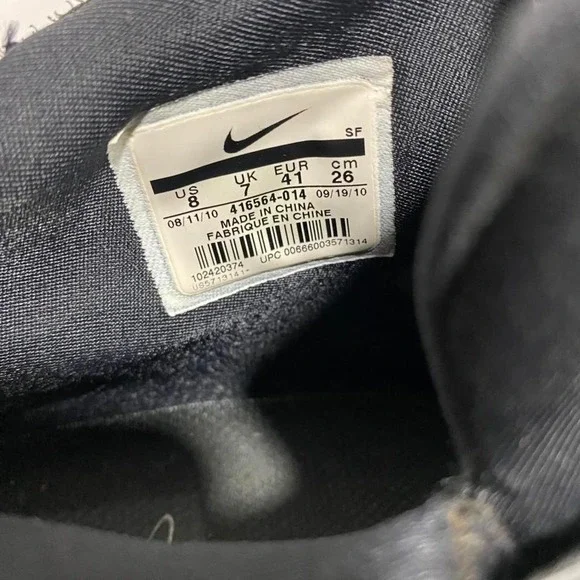 SF
US UK EUR cm
8 7 41 26
08/11/10 416564-014 09/19/10
MADE IN CHINA
FABRIQUÉ EN CHINE
102420374 UPC 00666003571314